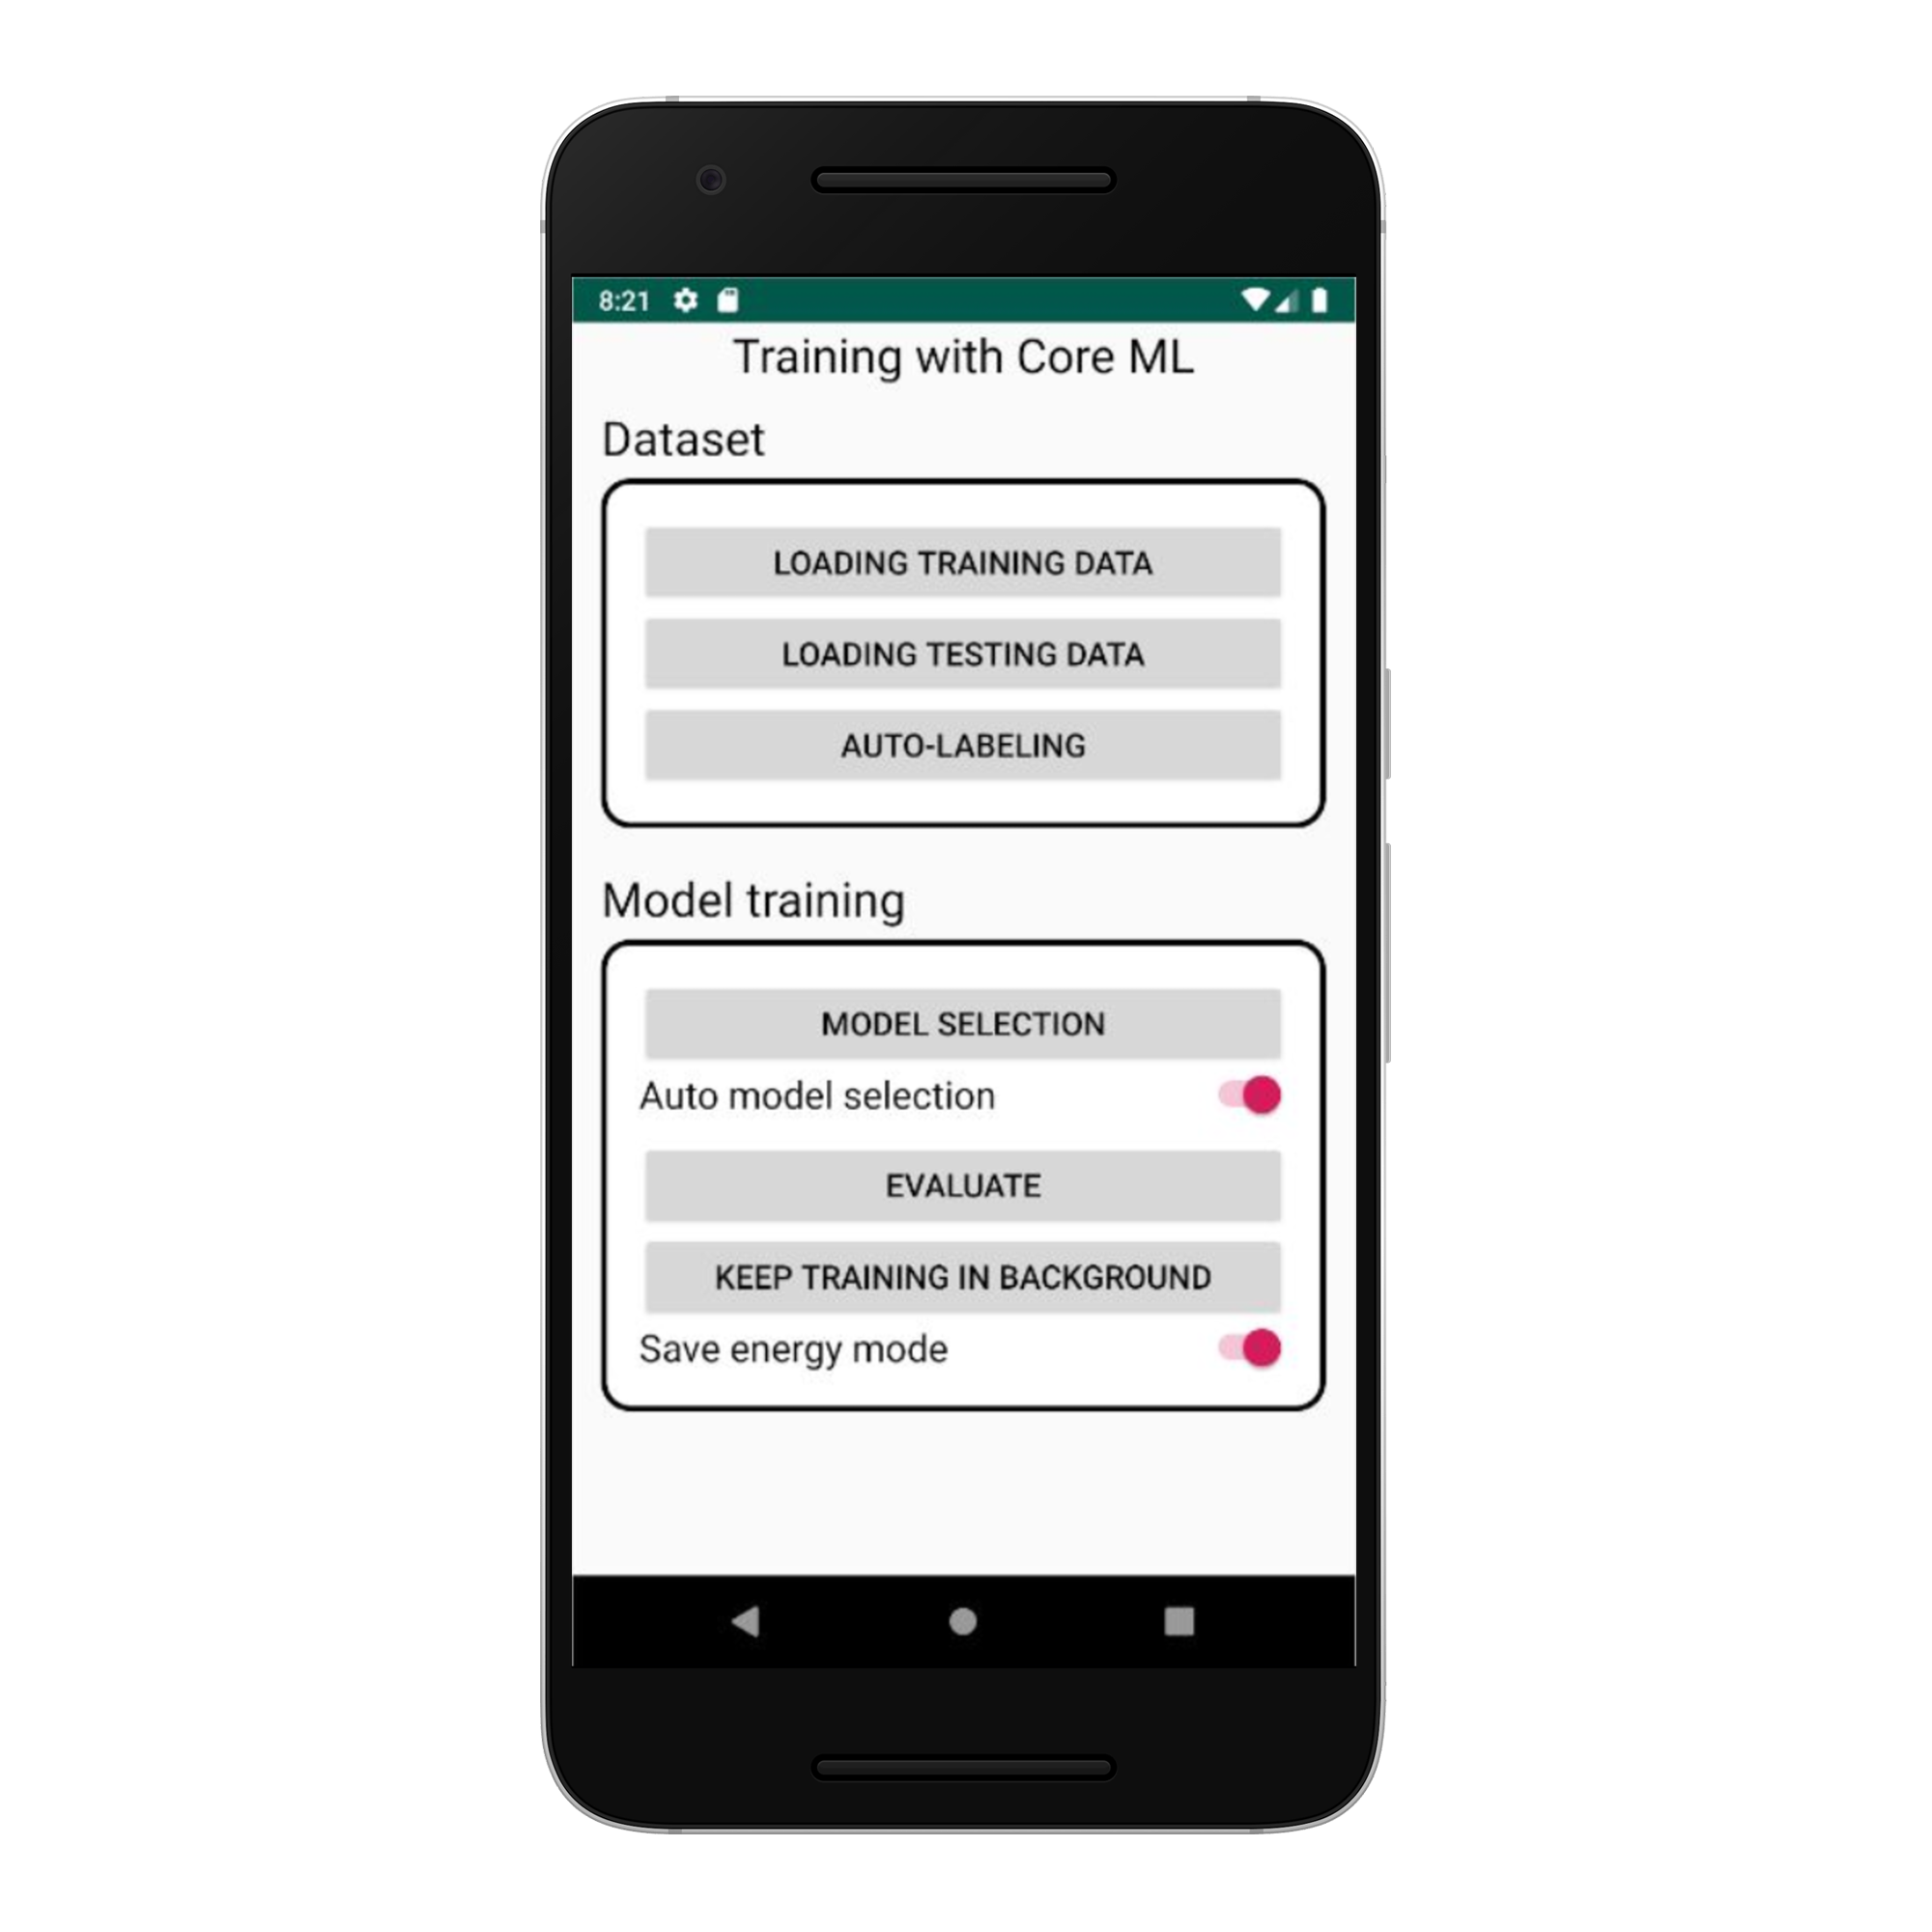 8:21
Training with Core ML
Dataset
LOADING TRAINING DATA
LOADING TESTING DATA
AUTO-LABELING
Model training
MODEL SELECTION
Auto model selection
EVALUATE
KEEP TRAINING IN BACKGROUND
Save energy mode